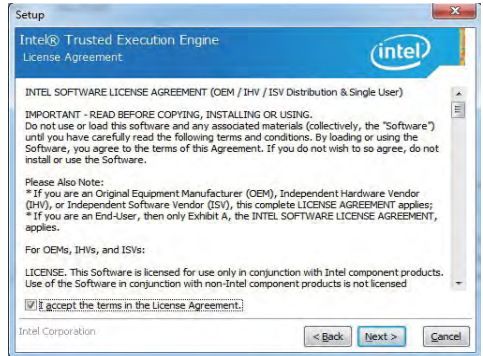 Setup
Intel® Trusted Execution Engine
License Agreement
intel
INTEL SOFTWARE LICENSE AGREEMENT (OEM / IHV / ISV Distribution & Single User)
IMPORTANT - READ BEFORE COPYING, INSTALLING OR USING.
Do not use or load this software and any associated materials (collectively, the "Software")
until you have carefully read the following terms and conditions. By loading or using the
Software, you agree to the terms of this Agreement. If you do not wish to so agree, do not
install or use the Software.
Please Also Note:
* If you are an Original Equipment Manufacturer (OEM), Independent Hardware Vendor
(IHV), or Independent Software Vendor (ISV), this complete LICENSE AGREEMENT applies;
* If you are an End-User, then only Exhibit A, the INTEL SOFTWARE LICENSE AGREEMENT,
applies.
For OEMs, IHVs, and ISVs:
LICENSE. This Software is licensed for use only in conjunction with Intel component products.
Use of the Software in conjunction with non-Intel component products is not licensed
I accept the terms in the License Agreement.
Intel Corporation
< Back
Next >
Cancel